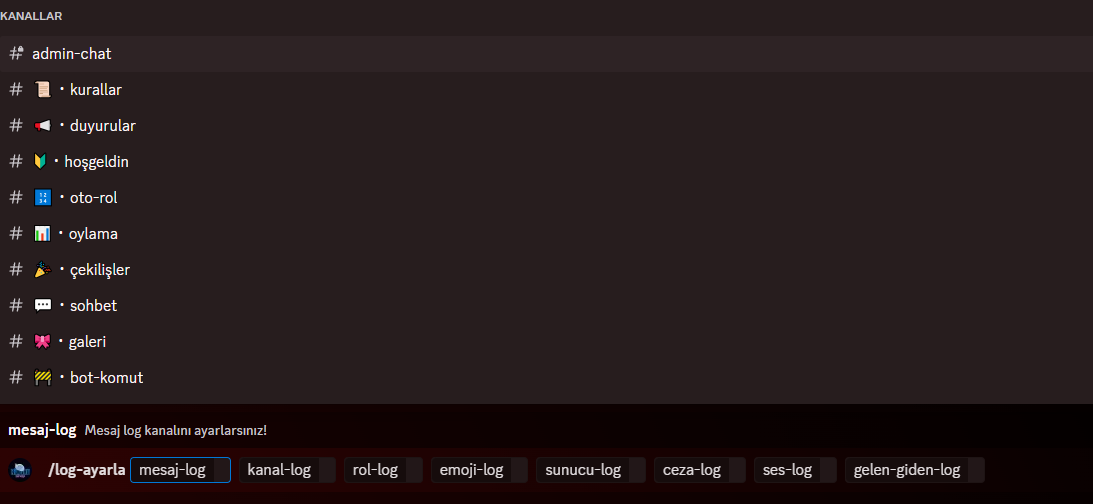 KANALLAR
admin-chat
📜・kurallar
📢・duyurular
🔰・hoşgeldin
🔢・oto-rol
📊・oylama
🎉・çekilişler
💬・sohbet
🎀・galeri
🚧・bot-komut
mesaj-log Mesaj log kanalını ayarlarsınız!
/log-ayarla mesaj-log kanal-log rol-log emoji-log sunucu-log ceza-log ses-log gelen-giden-log